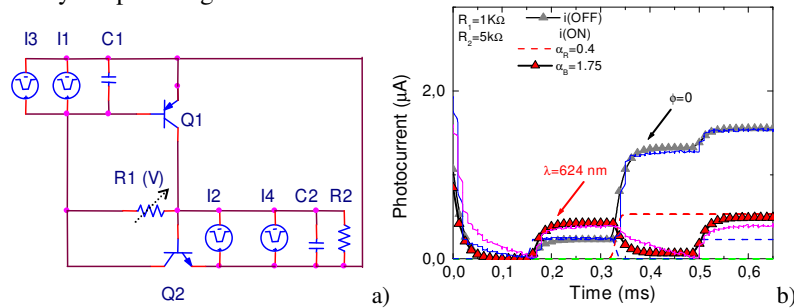 I3 I1 C1
Q1
R1 (V)
I2 I4 C2 R2
Q2
a)
R1=1KΩ
R2=5kΩ
i(OFF)
i(ON)
αR=0.4
αB=1.75
ϕ=0
λ=624 nm
Photocurrent (μA)
2,0
1,0
0,0
0,0 0,1 0,2 0,3 0,4 0,5 0,6
Time (ms)
b)